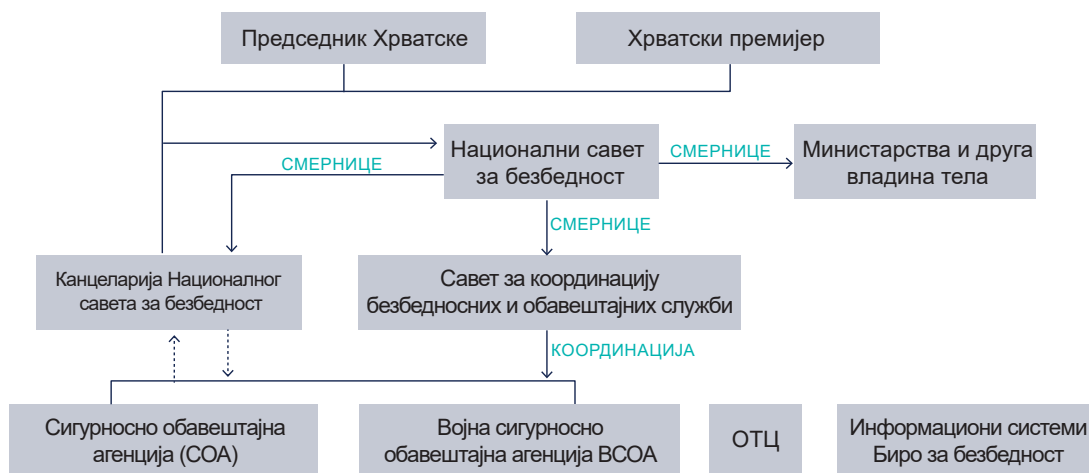 Председник Хрватске
Хрватски премијер
Национални савет
за безбедност
СМЕРНИЦЕ
Министарства и друга
владина тела
СМЕРНИЦЕ
СМЕРНИЦЕ
Канцеларија Националног
савета за безбедност
Савет за координацију
безбедносних и обавештајних служби
КООРДИНАЦИЈА
Сигурносно обавештајна
агенција (СОА)
Војна сигурносно
обавештајна агенција ВСОА
ОТЦ
Информациони системи
Биро за безбедност